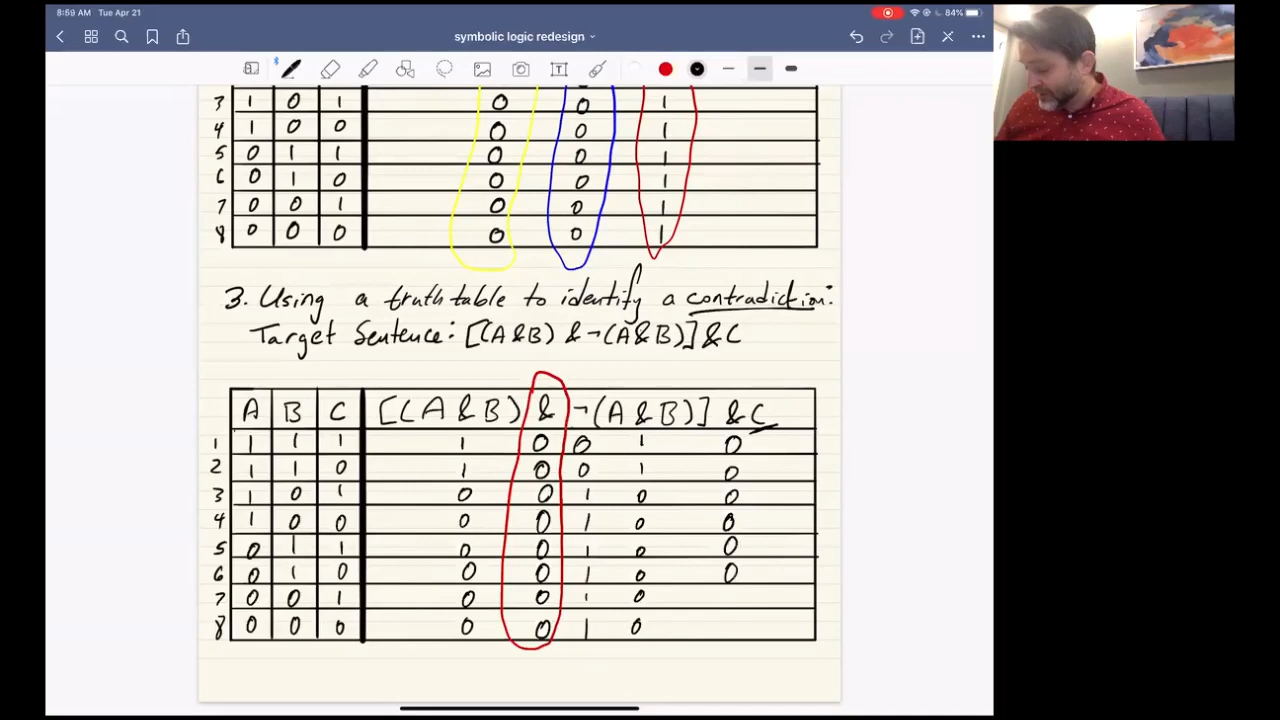 8:59 AM Tue Apr 21 84%
symbolic logic redesign
3 1 0 1 0 0 1
4 1 0 0 0 0 1
5 0 1 1 0 0 1
6 0 1 0 0 0 1
7 0 0 1 0 0 1
8 0 0 0 0 0 1
3. Using a truth table to identify a contradiction:
Target Sentence: [(A&B) & ¬(A&B)] & C
A B C [(A & B) & ¬(A & B)] & C
1 1 1 1 1 0 0 1 0
2 1 1 0 1 0 0 1 0
3 1 0 1 0 0 1 0 0
4 1 0 0 0 0 1 0 0
5 0 1 1 0 0 1 0 0
6 0 1 0 0 0 1 0 0
7 0 0 1 0 0 1 0
8 0 0 0 0 0 1 0